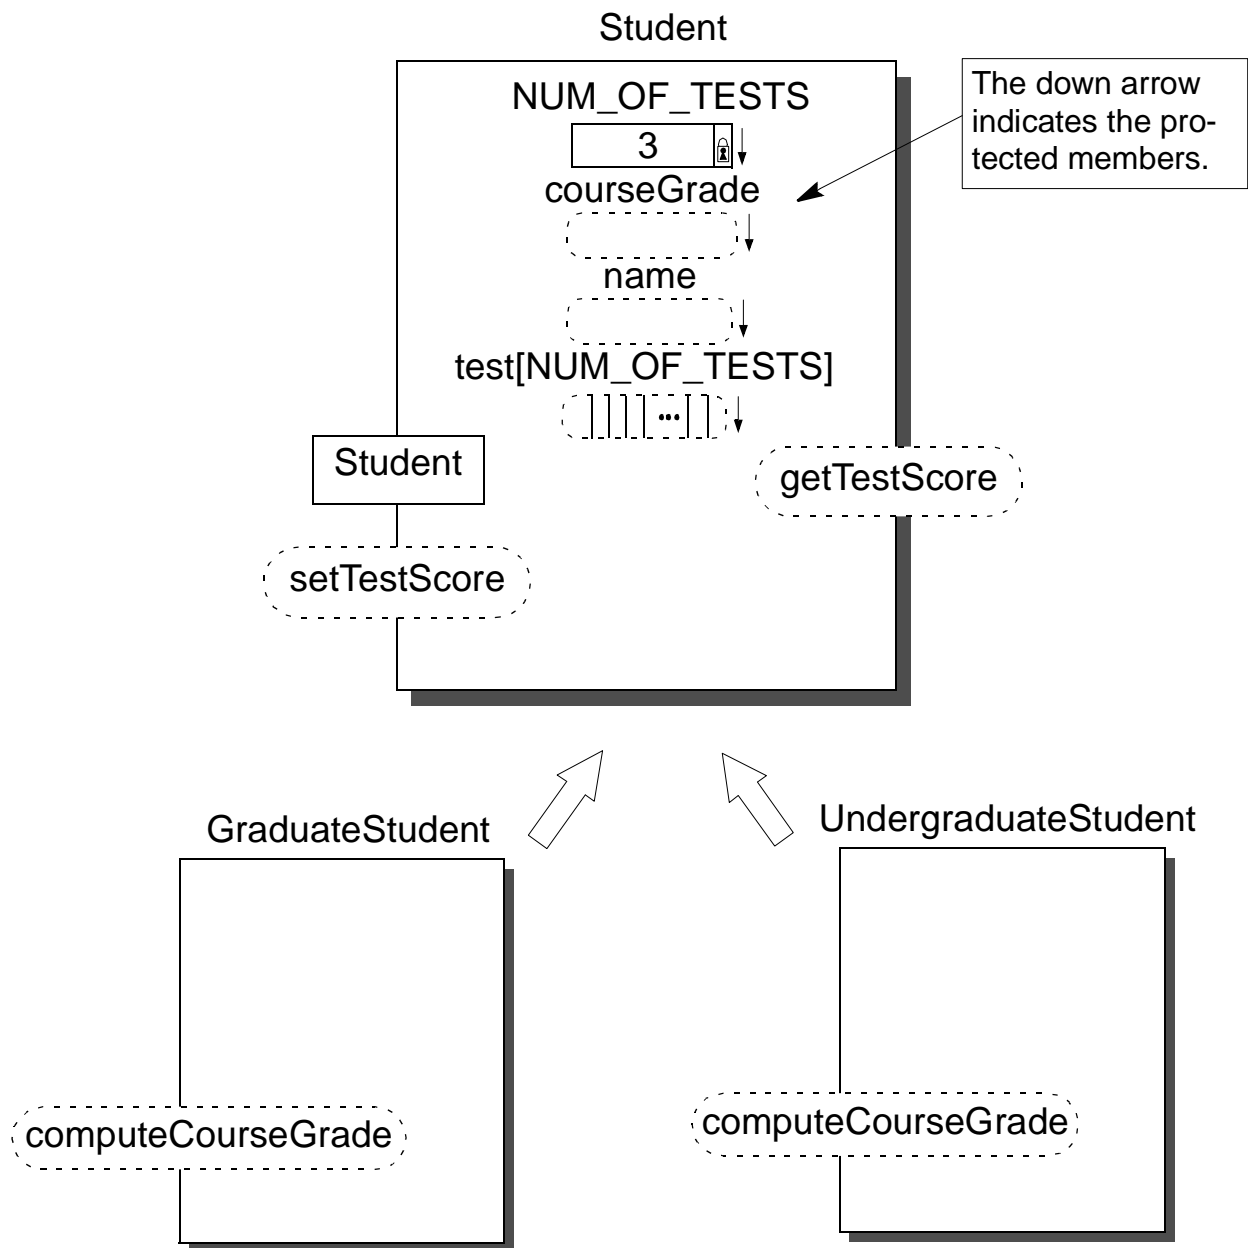 Student
NUM_OF_TESTS
3
courseGrade
name
test[NUM_OF_TESTS]
...
The down arrow
indicates the pro-
tected members.
Student
getTestScore
setTestScore
GraduateStudent
UndergraduateStudent
computeCourseGrade
computeCourseGrade